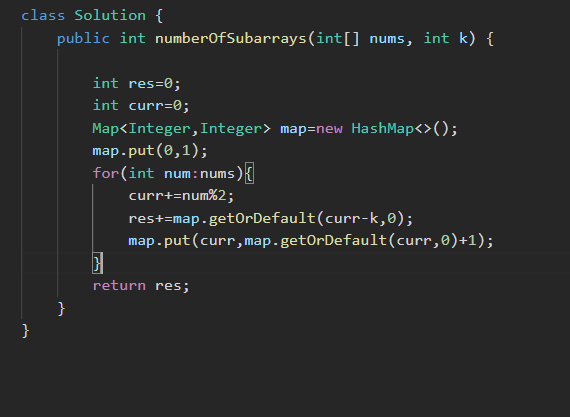 class Solution {
    public int numberOfSubarrays(int[] nums, int k) {
        int res=0;
        int curr=0;
        Map<Integer,Integer> map=new HashMap<>();
        map.put(0,1);
        for(int num:nums){
            curr+=num%2;
            res+=map.getOrDefault(curr-k,0);
            map.put(curr,map.getOrDefault(curr,0)+1);
        }
        return res;
    }
}